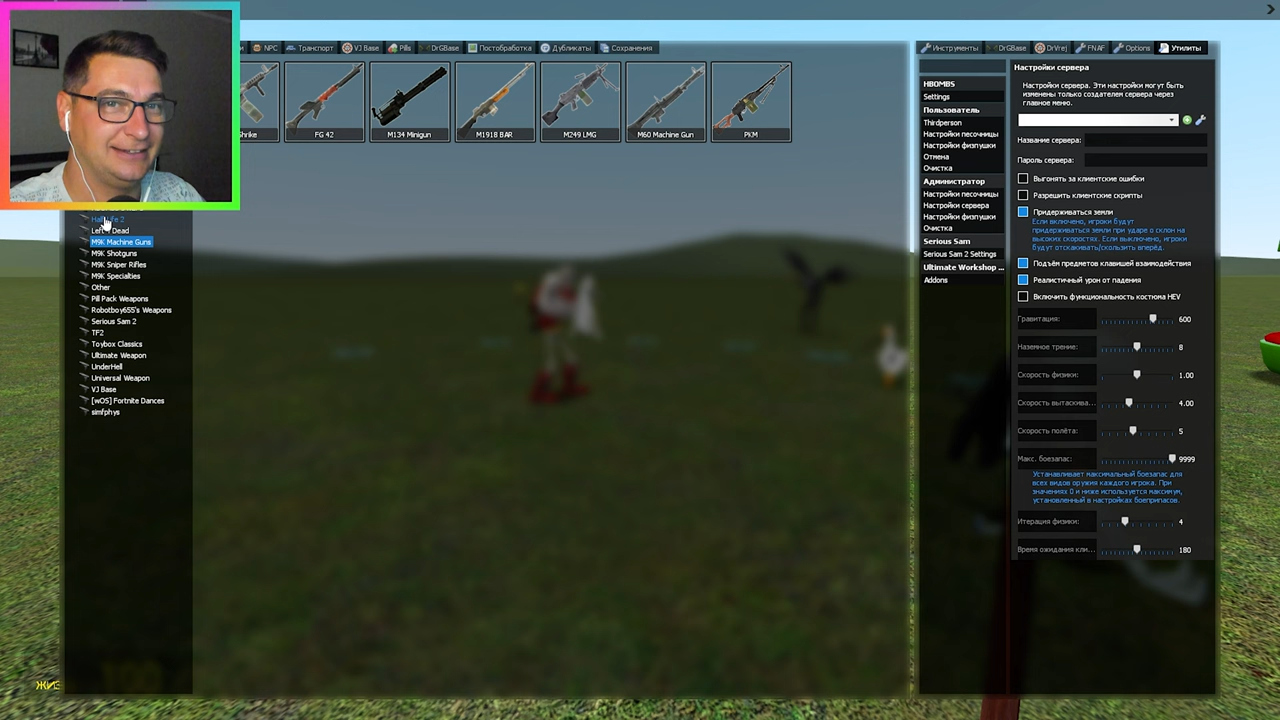 NPC
Транспорт
VJ Base
Pills
DrGBase
Постобработка
Дубликаты
Сохранения
Shrike
FG 42
M134 Minigun
M1918 BAR
M249 LMG
M60 Machine Gun
PKM
Half-Life 2
Left 4 Dead
M9K Machine Guns
M9K Shotguns
M9K Sniper Rifles
M9K Specialties
Other
Pill Pack Weapons
Robotboy655's Weapons
Serious Sam 2
TF2
Toybox Classics
Ultimate Weapon
UnderHell
Universal Weapon
VJ Base
[wOS] Fortnite Dances
simfphys
Инструменты
DrGBase
DrVrej
FNAF
Options
Утилиты
HBOMBS
Settings
Пользователь
Thirdperson
Настройки песочницы
Настройки физпушки
Отмена
Очистка
Администратор
Настройки песочницы
Настройки сервера
Настройки физпушки
Очистка
Serious Sam
Serious Sam 2 Settings
Ultimate Workshop ...
Addons
Настройки сервера
Настройки сервера. Эти настройки могут быть
изменены только создателем сервера через
главное меню.
Название сервера:
Пароль сервера:
Выгонять за клиентские ошибки
Разрешить клиентские скрипты
Придерживаться земли
Если включено, игроки будут
придерживаться земли при ударе о склон на
высоких скоростях. Если выключено, игроки
будут отскакивать/скользить вперёд.
Подъём предметов клавишей взаимодействия
Реалистичный урон от падения
Включить функциональность костюма HEV
Гравитация: 600
Наземное трение: 8
Скорость физики: 1.00
Скорость вытаскива... 4.00
Скорость полёта: 5
Макс. боезапас: 9999
Устанавливает максимальный боезапас для
всех видов оружия каждого игрока. При
значениях 0 и ниже используется максимум,
установленный в настройках боеприпасов.
Итерация физики: 4
Время ожидания кли... 180